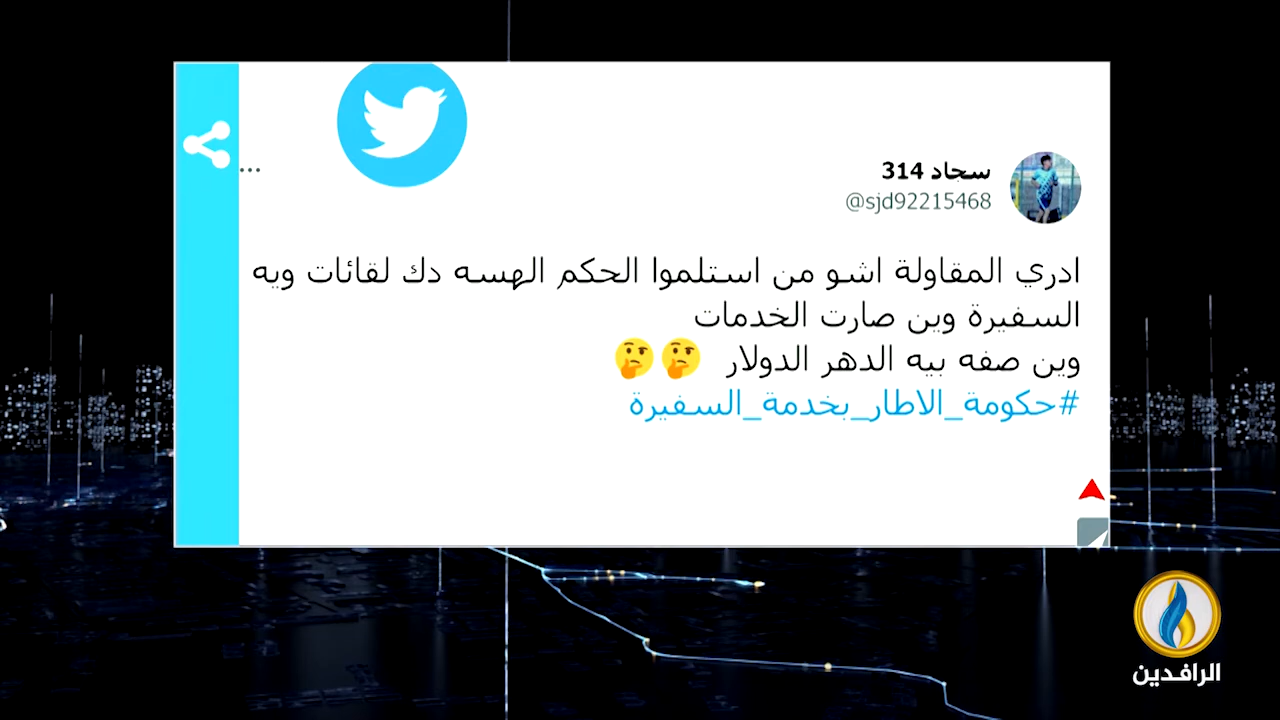 سجاد 314
@sjd92215468
ادري المقاولة اشو من استلموا الحكم الهسه دك لقائات ويه
السفيرة وين صارت الخدمات
وين صفه بيه الدهر الدولار 🤔🤔
#حكومة_الاطار_بخدمة_السفيرة
الرافدين